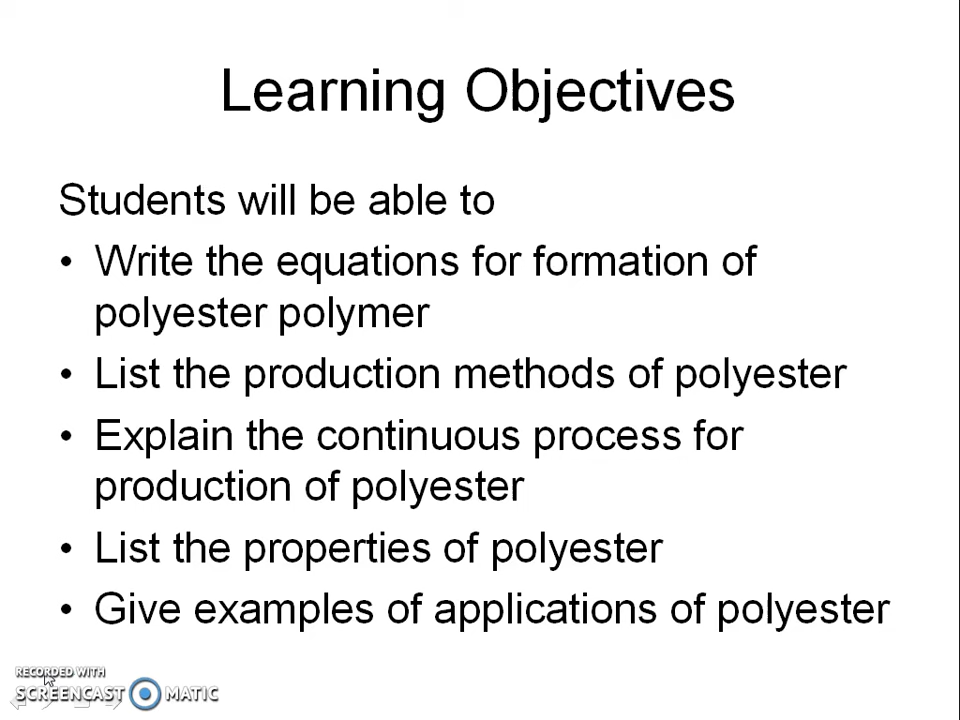 Learning Objectives
Students will be able to
• Write the equations for formation of
polyester polymer
• List the production methods of polyester
• Explain the continuous process for
production of polyester
• List the properties of polyester
• Give examples of applications of polyester
RECORDED WITH
SCREENCAST MATIC